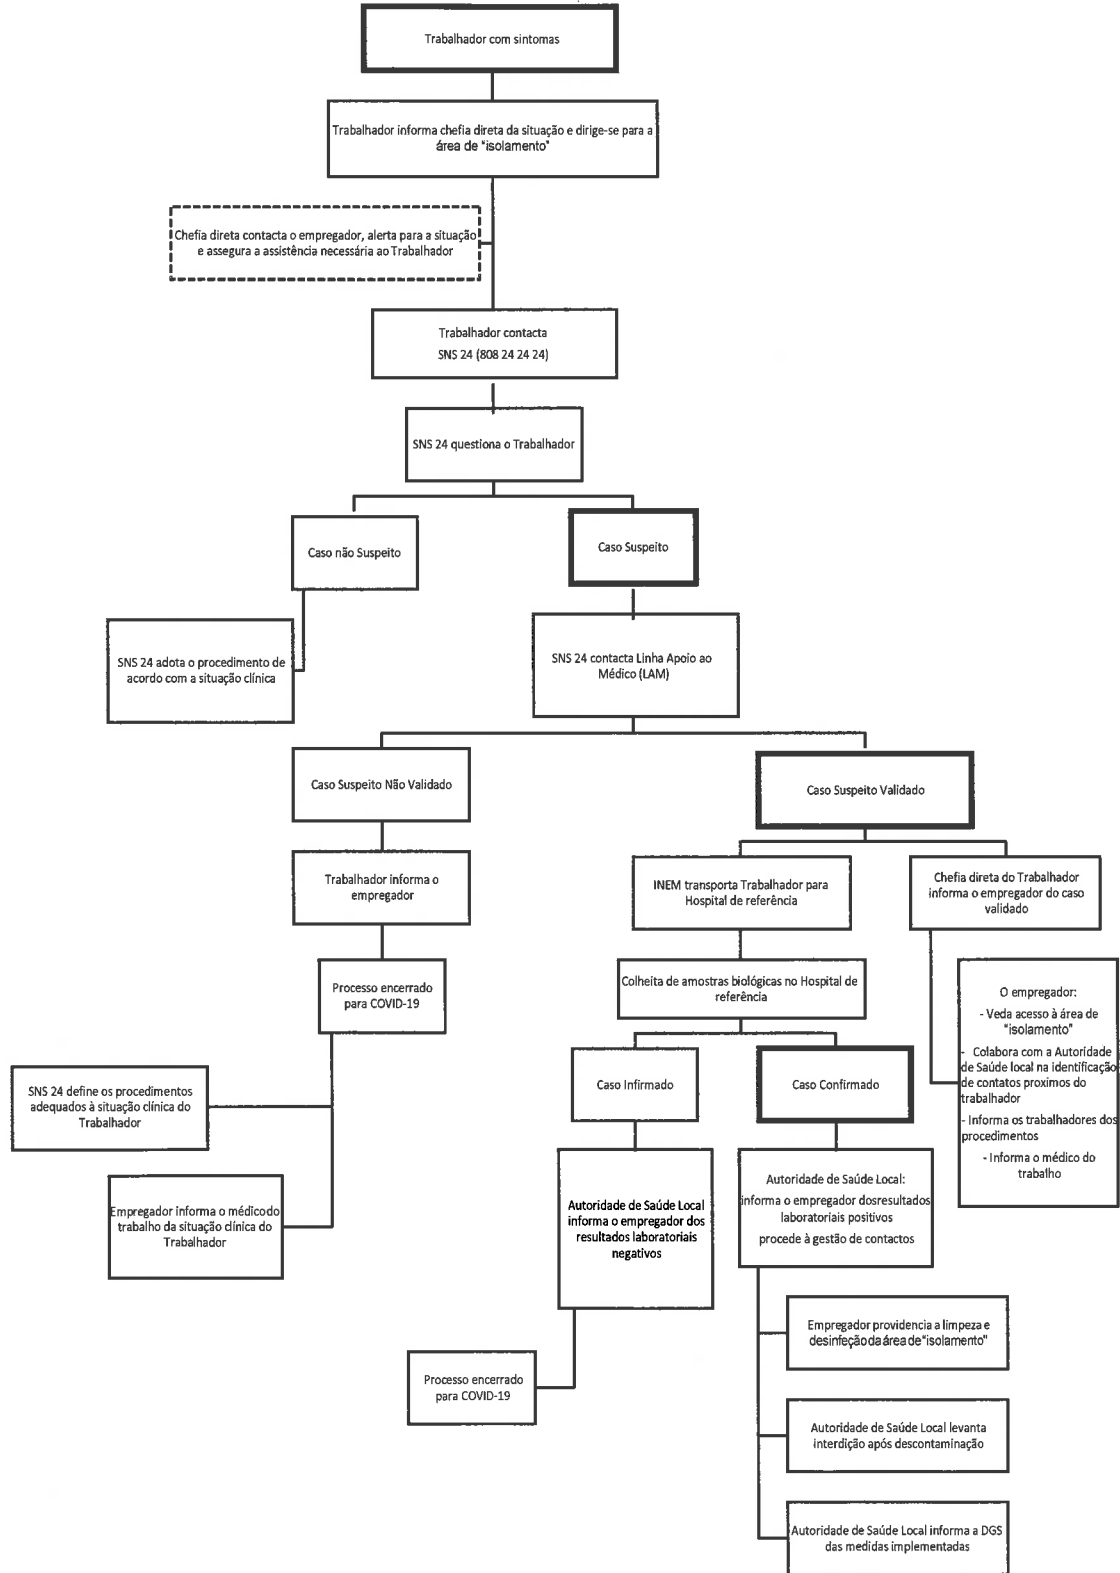 Trabalhador com sintomas
Trabalhador informa chefia direta da situação e dirige-se para a
área de "isolamento"
Chefia direta contacta o empregador, alerta para a situação
e assegura a assistência necessária ao Trabalhador
Trabalhador contacta
SNS 24 (808 24 24 24)
SNS 24 questiona o Trabalhador
Caso não Suspeito
Caso Suspeito
SNS 24 adota o procedimento de
acordo com a situação clínica
SNS 24 contacta Linha Apoio ao
Médico (LAM)
Caso Suspeito Não Validado
Caso Suspeito Validado
Trabalhador informa o
empregador
INEM transporta Trabalhador para
Hospital de referência
Chefia direta do Trabalhador
informa o empregador do caso
validado
Processo encerrado
para COVID-19
Colheita de amostras biológicas no Hospital de
referência
O empregador:
- Veda acesso à área de
"isolamento"
- Colabora com a Autoridade
de Saúde local na identificação
de contatos proximos do
trabalhador
- Informa os trabalhadores dos
procedimentos
- Informa o médico do
trabalho
SNS 24 define os procedimentos
adequados à situação clínica do
Trabalhador
Caso Infirmado
Caso Confirmado
Empregador informa o médicodo
trabalho da situação clínica do
Trabalhador
Autoridade de Saúde Local
informa o empregador dos
resultados laboratoriais
negativos
Autoridade de Saúde Local:
informa o empregador dosresultados
laboratoriais positivos
procede à gestão de contactos
Empregador providencia a limpeza e
desinfeção da área de "isolamento"
Processo encerrado
para COVID-19
Autoridade de Saúde Local levanta
interdição após descontaminação
Autoridade de Saúde Local informa a DGS
das medidas implementadas